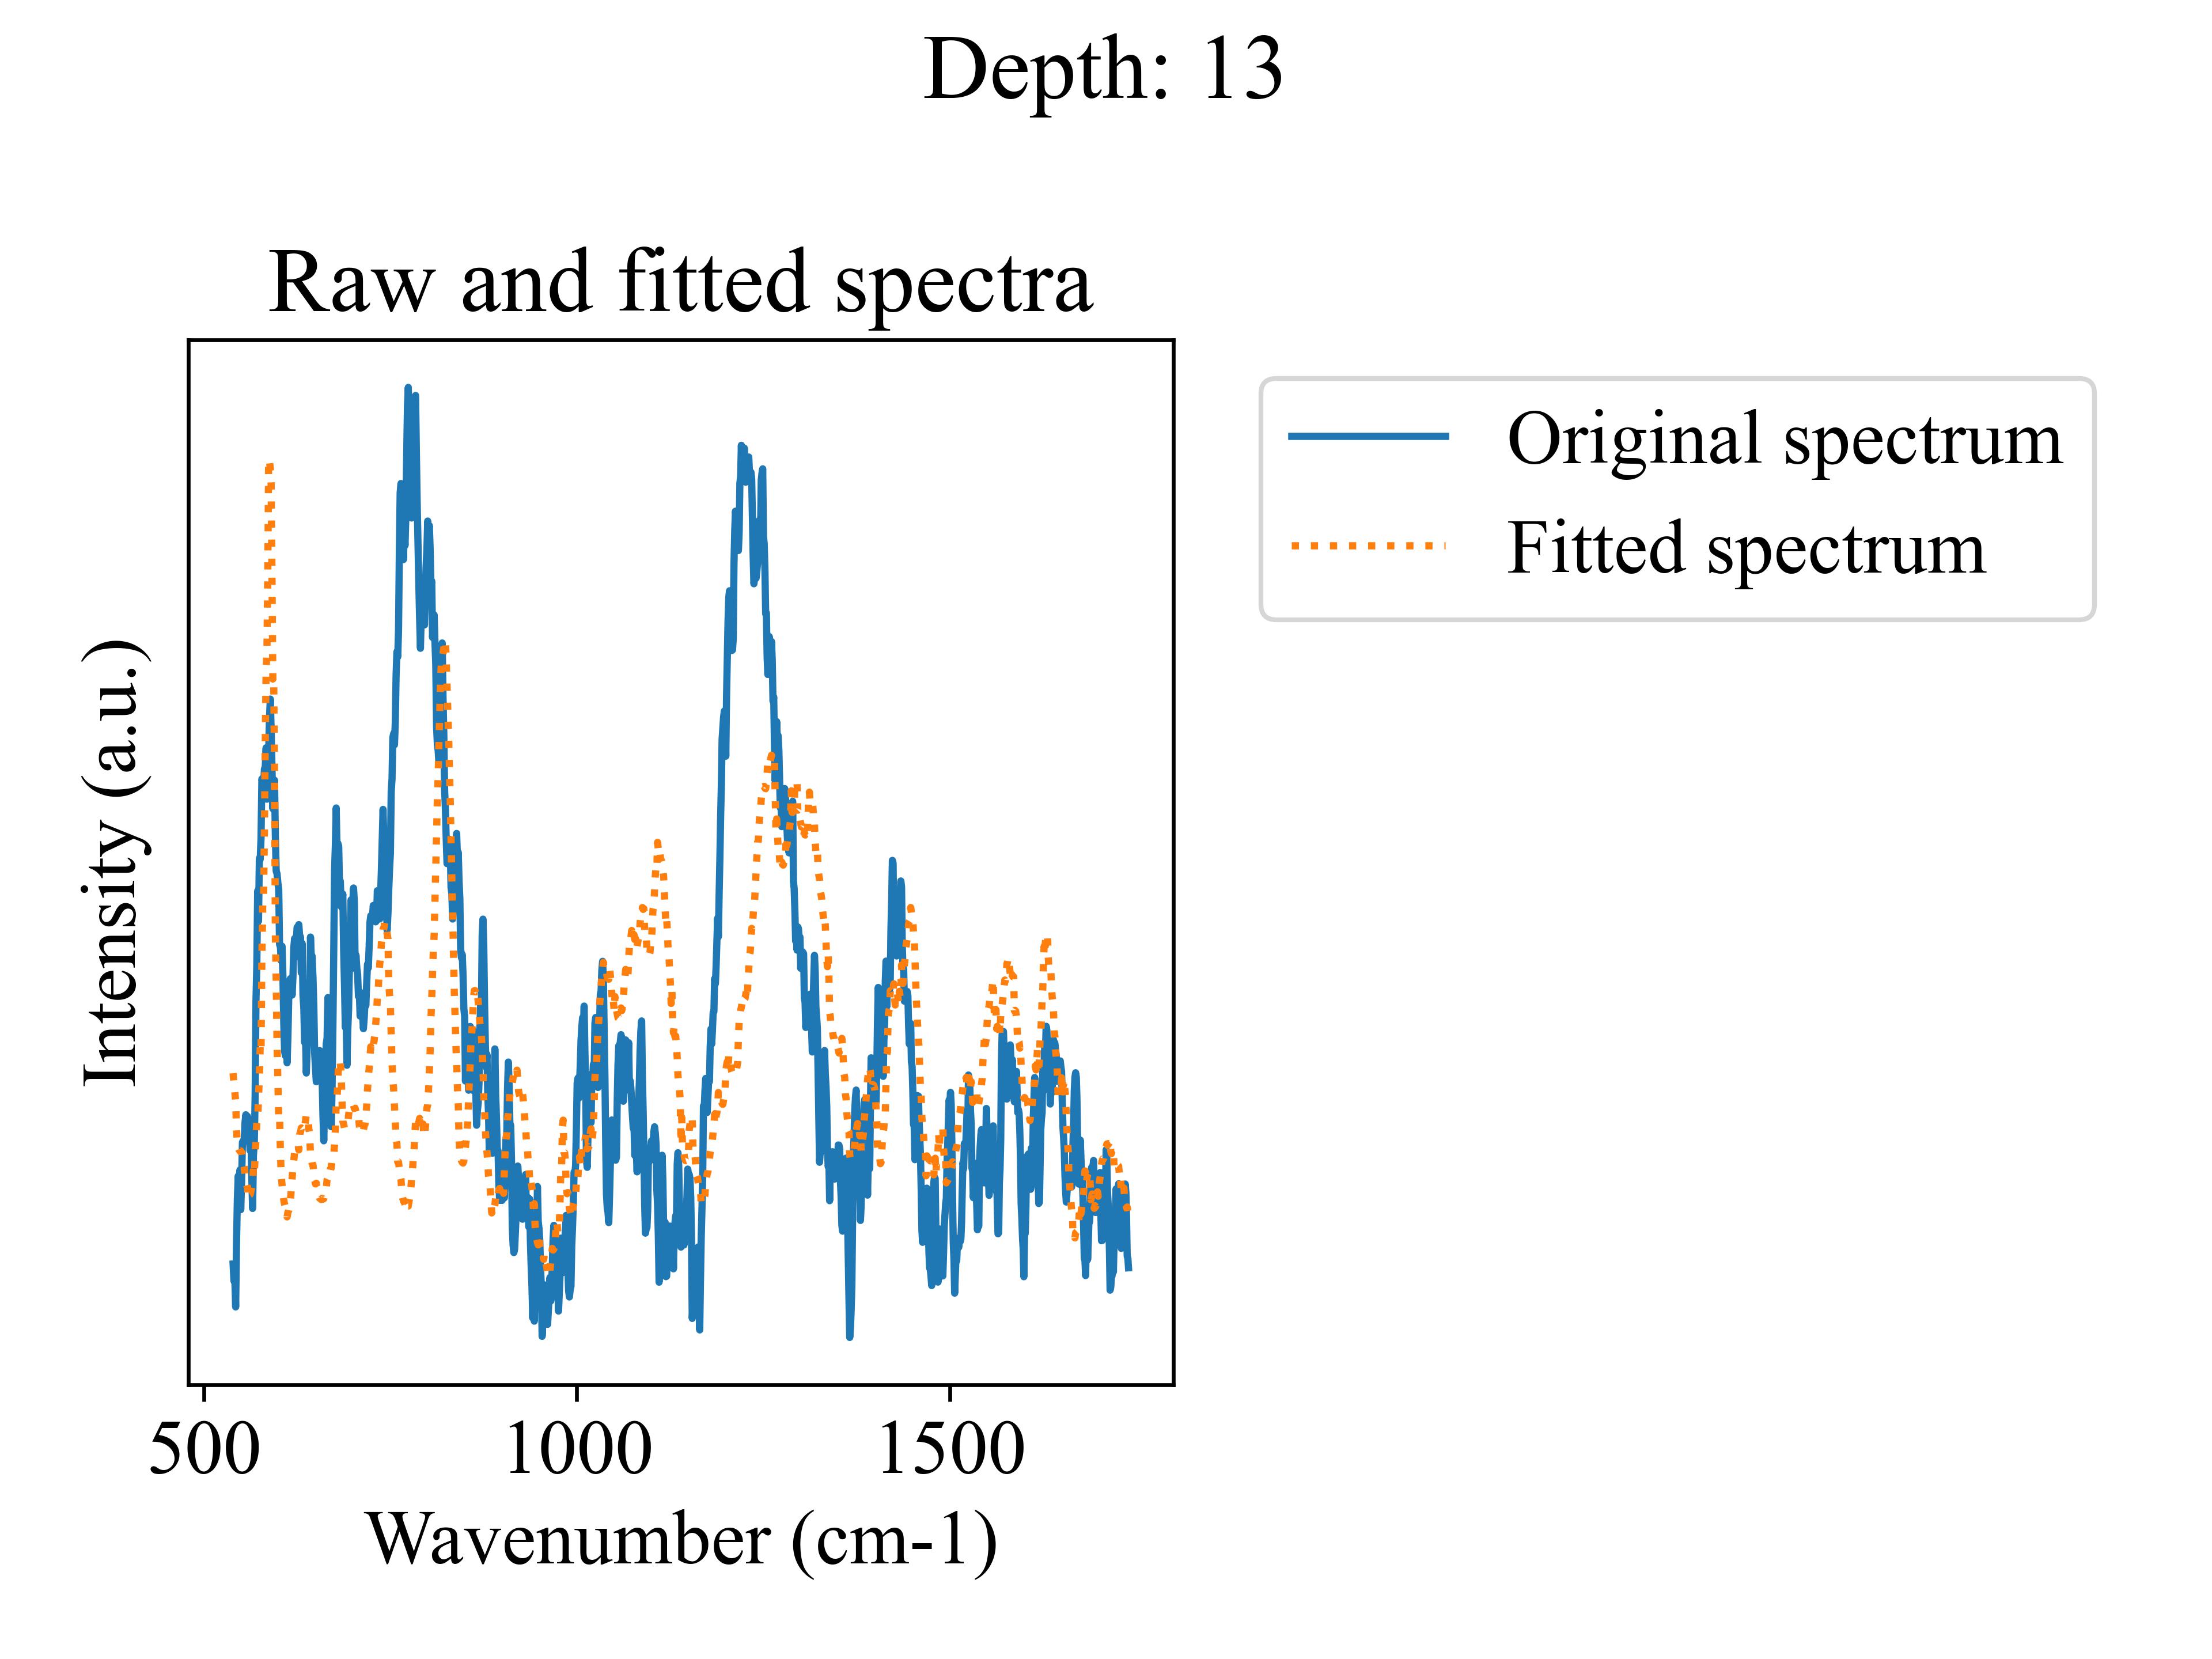 Depth: 13
Raw and fitted spectra
Original spectrum
Fitted spectrum
Intensity (a.u.)
500 1000 1500
Wavenumber (cm-1)